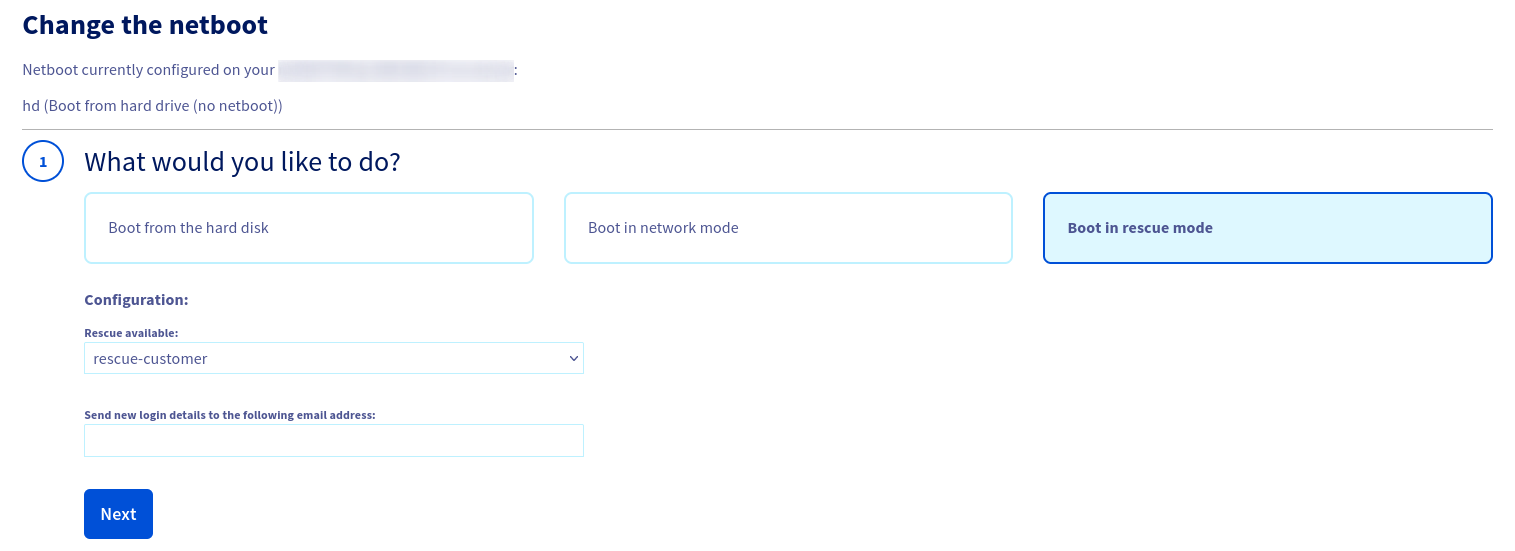 Change the netboot
Netboot currently configured on your :
hd (Boot from hard drive (no netboot))
1 What would you like to do?
Boot from the hard disk Boot in network mode Boot in rescue mode
Configuration:
Rescue available:
rescue-customer
Send new login details to the following email address:
Next